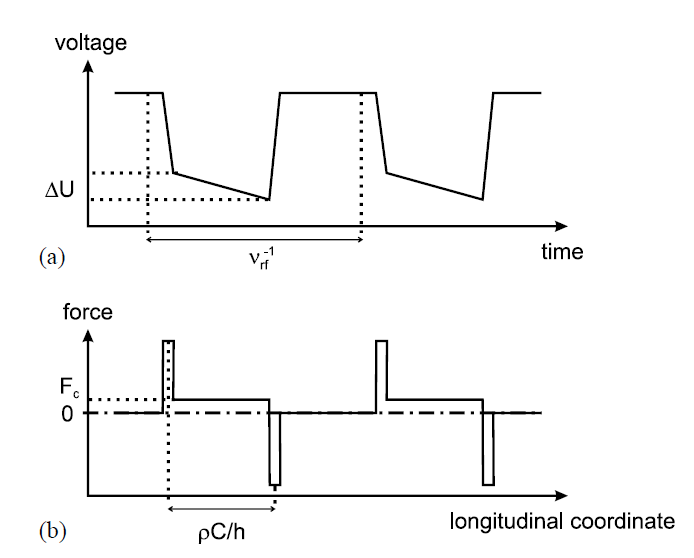 voltage
ΔU
time
(a)
ν_rf^-1
force
F_c
0
longitudinal coordinate
(b)
ρC/h